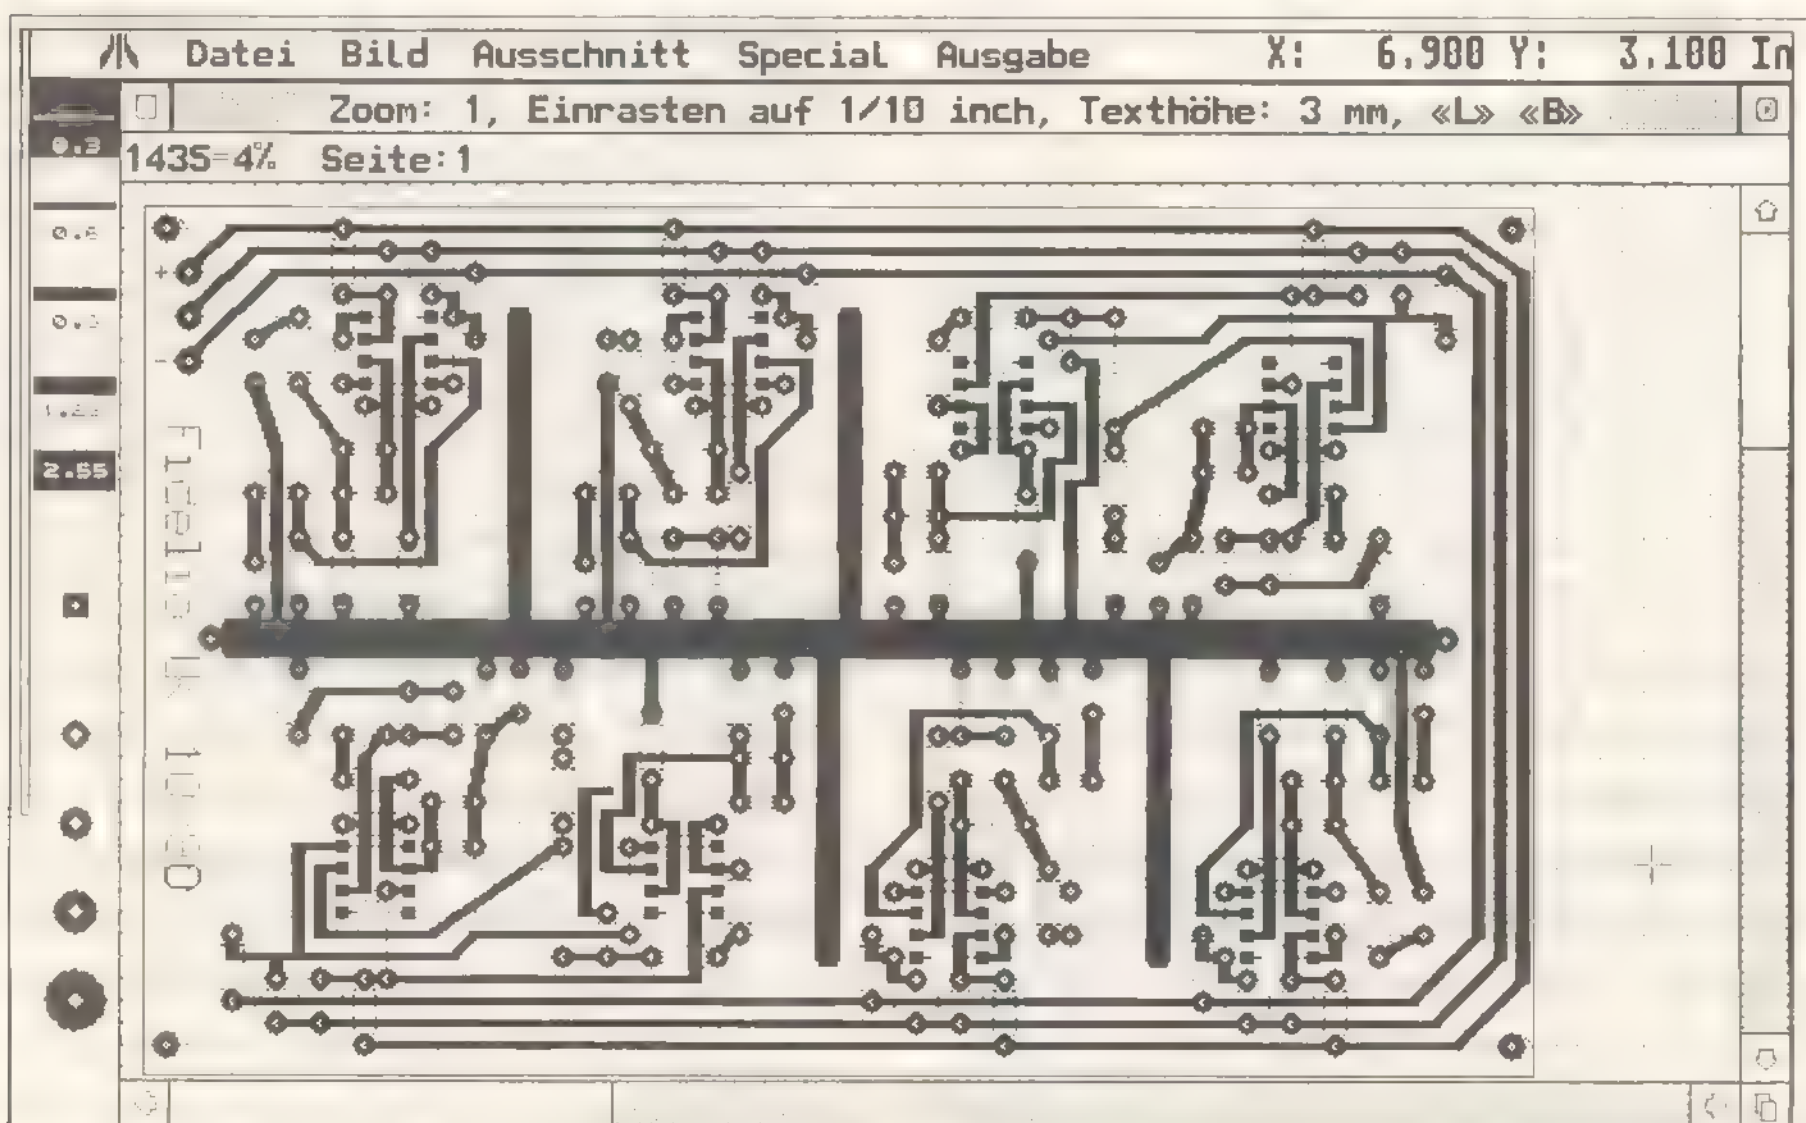 Datei Bild Ausschnitt Special Ausgabe X: 6.900 Y: 3.100 In
Zoom: 1, Einrasten auf 1/10 inch, Texthöhe: 3 mm, «L» «B»
1435=4% Seite:1
0.3
0.6
2.55
+
-